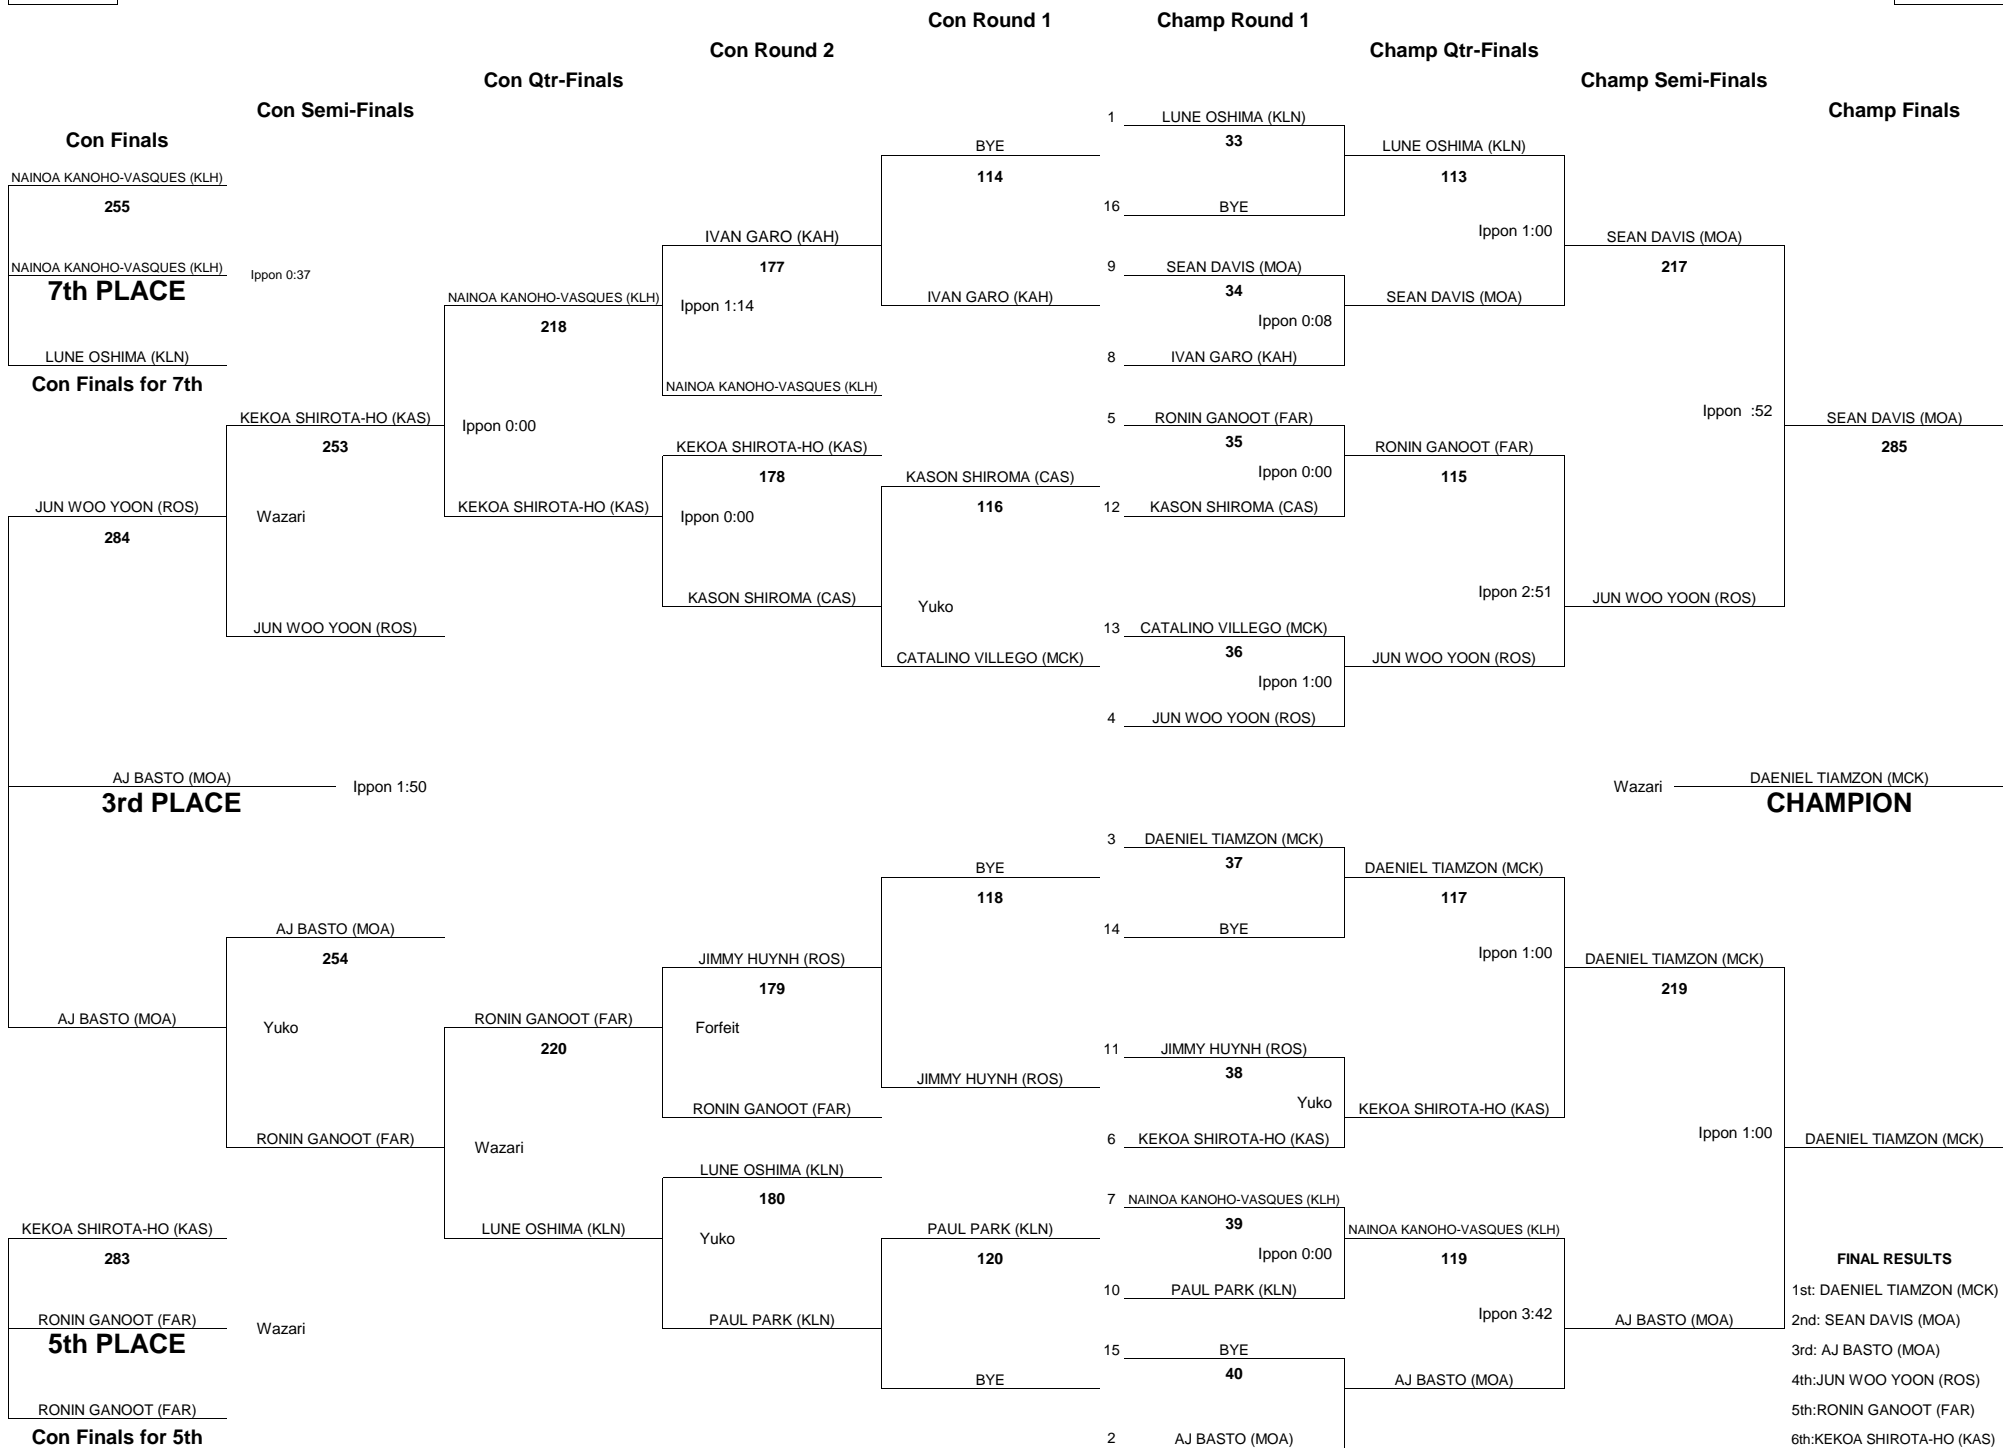 Con Round 1
Champ Round 1
Con Round 2
Champ Qtr-Finals
Con Qtr-Finals
Champ Semi-Finals
Con Semi-Finals
Champ Finals
Con Finals
NAINOA KANOHO-VASQUES (KLH)
255
NAINOA KANOHO-VASQUES (KLH)
Ippon 0:37
7th PLACE
LUNE OSHIMA (KLN)
Con Finals for 7th
JUN WOO YOON (ROS)
284
AJ BASTO (MOA)
Ippon 1:50
3rd PLACE
AJ BASTO (MOA)
KEKOA SHIROTA-HO (KAS)
283
RONIN GANOOT (FAR)
Wazari
5th PLACE
RONIN GANOOT (FAR)
Con Finals for 5th
KEKOA SHIROTA-HO (KAS)
253
Wazari
JUN WOO YOON (ROS)
AJ BASTO (MOA)
254
Yuko
RONIN GANOOT (FAR)
NAINOA KANOHO-VASQUES (KLH)
218
Ippon 0:00
KEKOA SHIROTA-HO (KAS)
RONIN GANOOT (FAR)
220
Wazari
LUNE OSHIMA (KLN)
IVAN GARO (KAH)
177
Ippon 1:14
NAINOA KANOHO-VASQUES (KLH)
KEKOA SHIROTA-HO (KAS)
178
Ippon 0:00
KASON SHIROMA (CAS)
JIMMY HUYNH (ROS)
179
Forfeit
RONIN GANOOT (FAR)
LUNE OSHIMA (KLN)
180
Yuko
PAUL PARK (KLN)
BYE
114
IVAN GARO (KAH)
KASON SHIROMA (CAS)
116
Yuko
CATALINO VILLEGO (MCK)
BYE
118
JIMMY HUYNH (ROS)
PAUL PARK (KLN)
120
BYE
1 LUNE OSHIMA (KLN)
33
16 BYE
9 SEAN DAVIS (MOA)
34
Ippon 0:08
8 IVAN GARO (KAH)
5 RONIN GANOOT (FAR)
35
Ippon 0:00
12 KASON SHIROMA (CAS)
13 CATALINO VILLEGO (MCK)
36
Ippon 1:00
4 JUN WOO YOON (ROS)
3 DAENIEL TIAMZON (MCK)
37
14 BYE
11 JIMMY HUYNH (ROS)
38
Yuko
6 KEKOA SHIROTA-HO (KAS)
7 NAINOA KANOHO-VASQUES (KLH)
39
Ippon 0:00
10 PAUL PARK (KLN)
15 BYE
40
2 AJ BASTO (MOA)
LUNE OSHIMA (KLN)
113
Ippon 1:00
SEAN DAVIS (MOA)
RONIN GANOOT (FAR)
115
Ippon 2:51
JUN WOO YOON (ROS)
DAENIEL TIAMZON (MCK)
117
Ippon 1:00
KEKOA SHIROTA-HO (KAS)
NAINOA KANOHO-VASQUES (KLH)
119
Ippon 3:42
AJ BASTO (MOA)
SEAN DAVIS (MOA)
217
Ippon :52
JUN WOO YOON (ROS)
DAENIEL TIAMZON (MCK)
219
Ippon 1:00
AJ BASTO (MOA)
SEAN DAVIS (MOA)
285
Wazari
DAENIEL TIAMZON (MCK)
CHAMPION
DAENIEL TIAMZON (MCK)
FINAL RESULTS
1st: DAENIEL TIAMZON (MCK)
2nd: SEAN DAVIS (MOA)
3rd: AJ BASTO (MOA)
4th:JUN WOO YOON (ROS)
5th:RONIN GANOOT (FAR)
6th:KEKOA SHIROTA-HO (KAS)